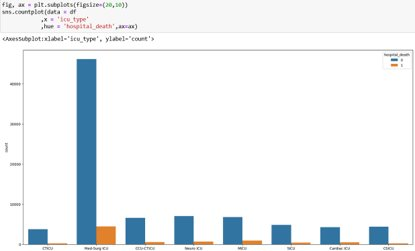 fig, ax = plt.subplots(figsize=(20,10))
sns.countplot(data = df
,x = 'icu_type'
,hue = 'hospital_death',ax=ax)
<AxesSubplot:xlabel='icu_type', ylabel='count'>
hospital_death
0
1
40000
30000
20000
10000
0
count
CTICU
Med-Surg ICU
CCU-CTICU
Neuro ICU
MICU
SICU
Cardiac ICU
CSICU
icu_type